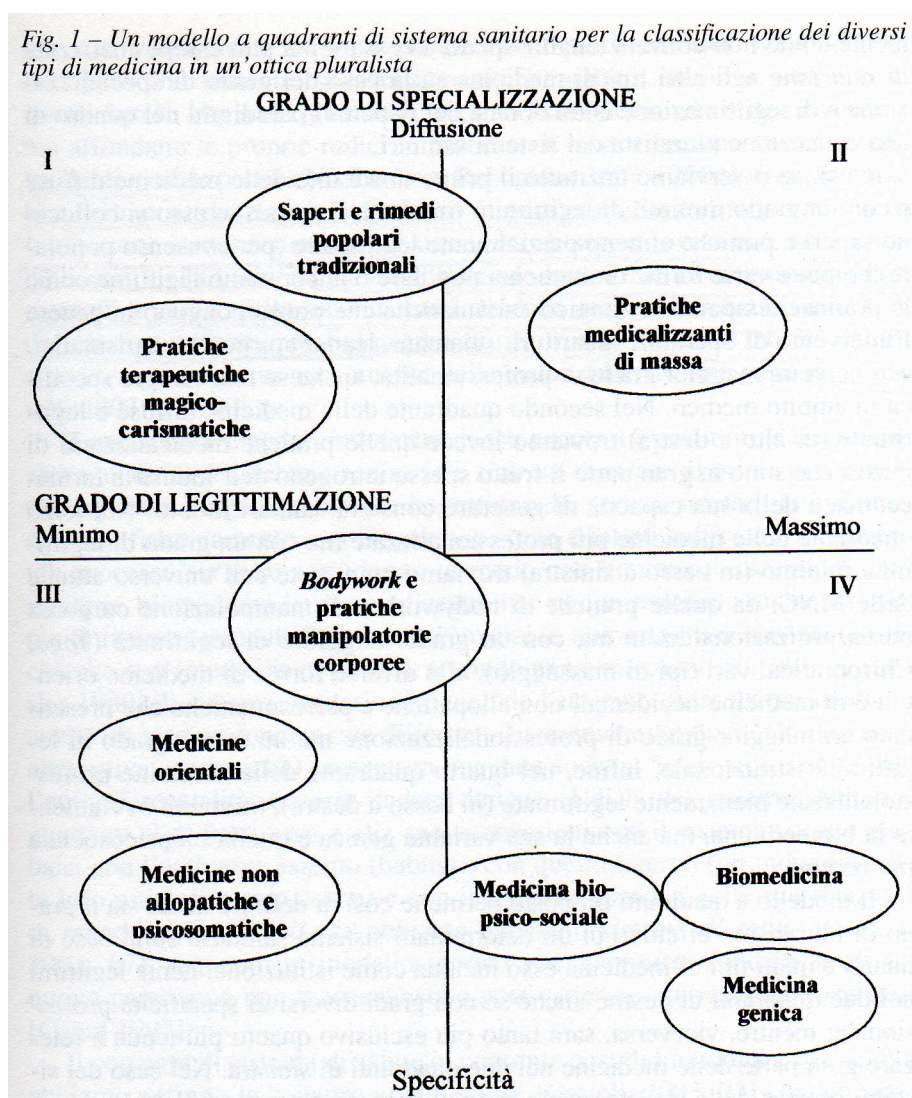 Fig. 1 – Un modello a quadranti di sistema sanitario per la classificazione dei diversi
tipi di medicina in un'ottica pluralista
GRADO DI SPECIALIZZAZIONE
Diffusione
I
II
Saperi e rimedi
popolari
tradizionali
Pratiche
medicalizzanti
di massa
Pratiche
terapeutiche
magico-
carismatiche
GRADO DI LEGITTIMAZIONE
Minimo
Massimo
III
IV
Bodywork e
pratiche
manipolatorie
corporee
Medicine
orientali
Medicine non
allopatiche e
psicosomatiche
Medicina bio-
psico-sociale
Biomedicina
Medicina
genica
Specificità